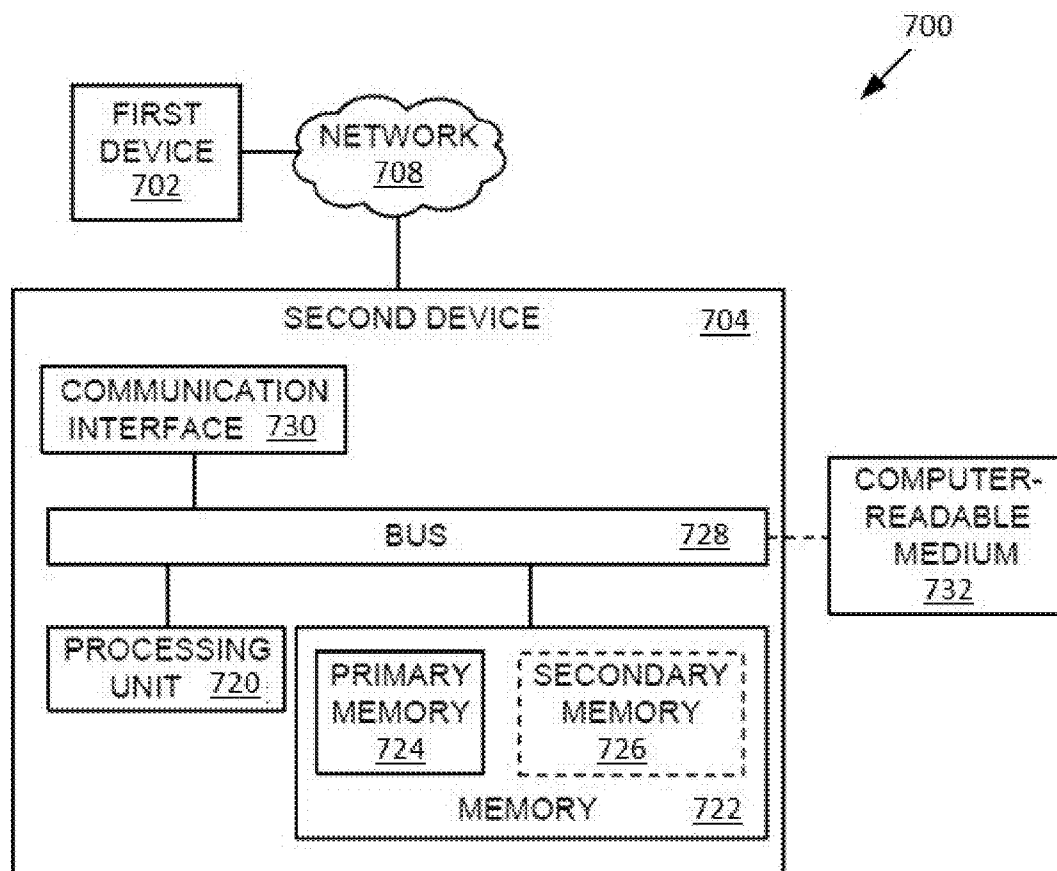 700
FIRST
DEVICE
702
NETWORK
708
SECOND DEVICE 704
COMMUNICATION
INTERFACE 730
BUS 728
COMPUTER-
READABLE
MEDIUM
732
PROCESSING
UNIT 720
PRIMARY
MEMORY
724
SECONDARY
MEMORY
726
MEMORY 722